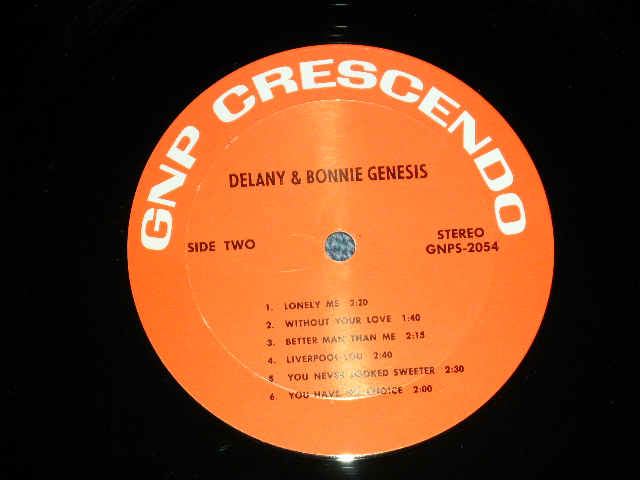 GNP CRESCENDO
DELANY & BONNIE GENESIS
SIDE TWO
STEREO
GNPS-2054
1. LONELY ME 2:20
2. WITHOUT YOUR LOVE 1:40
3. BETTER MAN THAN ME 2:15
4. LIVERPOOL LOU 2:40
5 YOU NEVER LOOKED SWEETER 2:30
6. YOU HAVE NO CHOICE 2:00